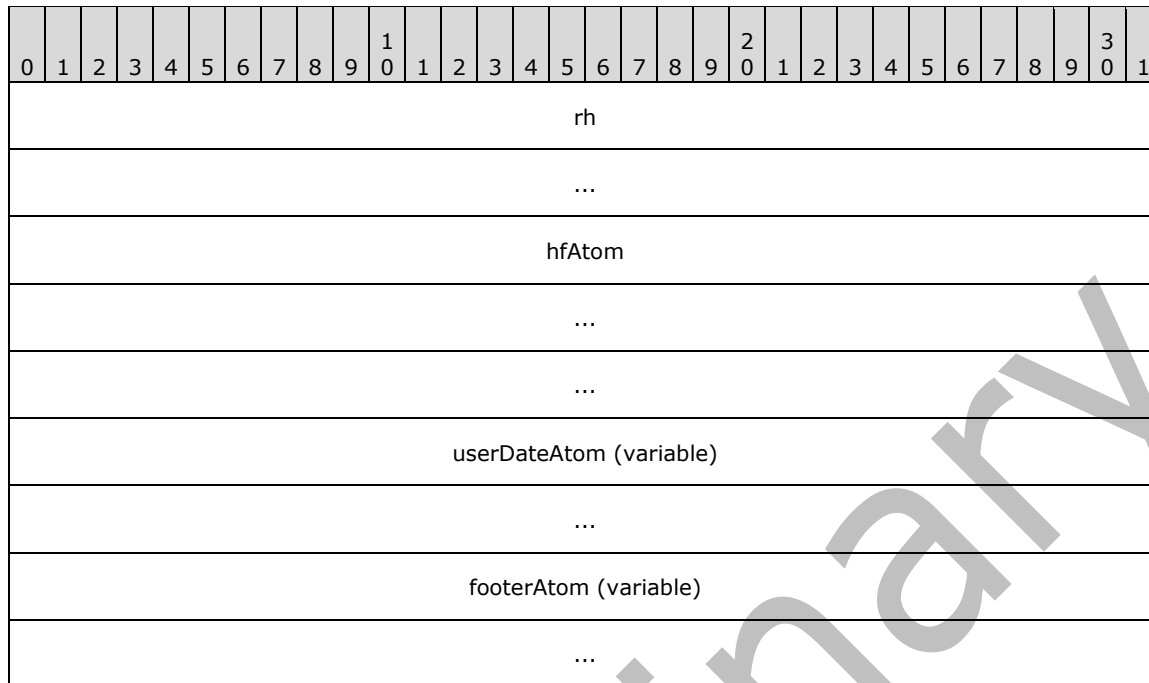 1 2 3
0 1 2 3 4 5 6 7 8 9 0 1 2 3 4 5 6 7 8 9 0 1 2 3 4 5 6 7 8 9 0 1
rh
...
hfAtom
...
...
userDateAtom (variable)
...
footerAtom (variable)
...
inary